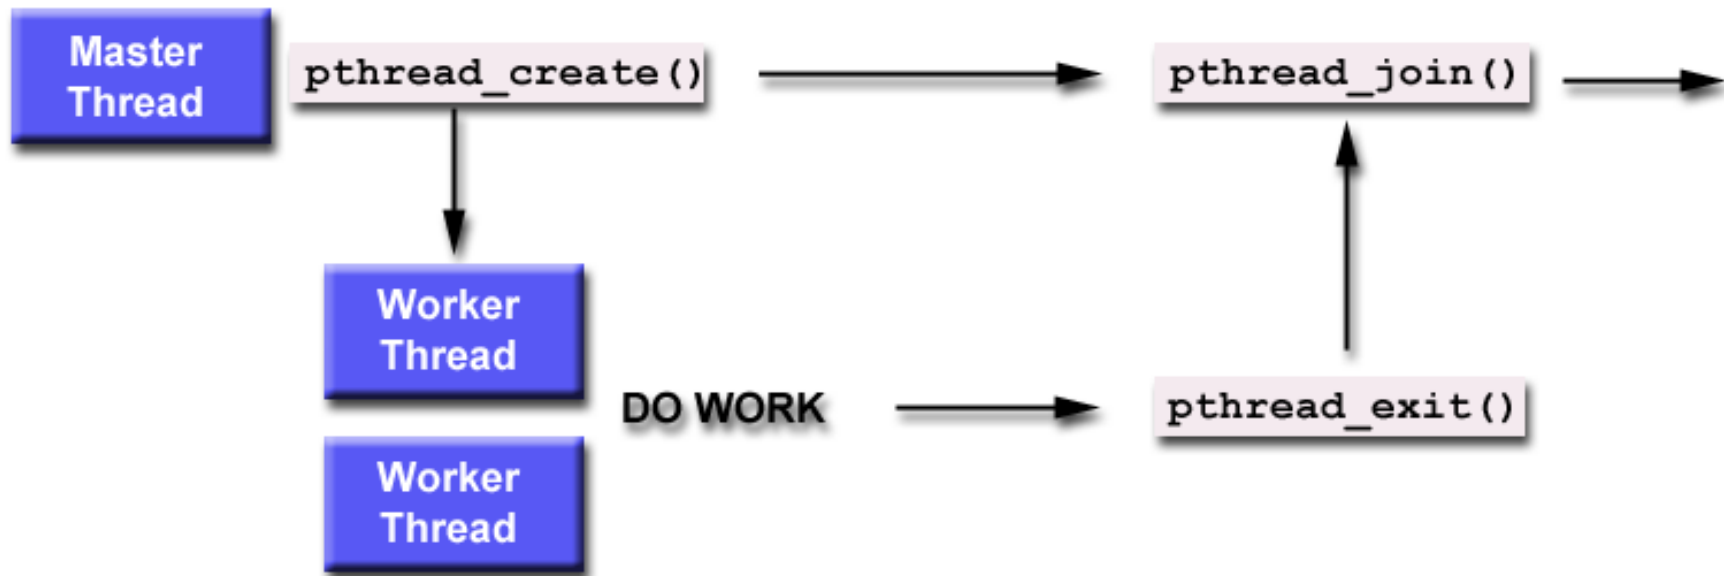 Master
Thread
pthread_create()
pthread_join()
Worker
Thread
DO WORK
pthread_exit()
Worker
Thread